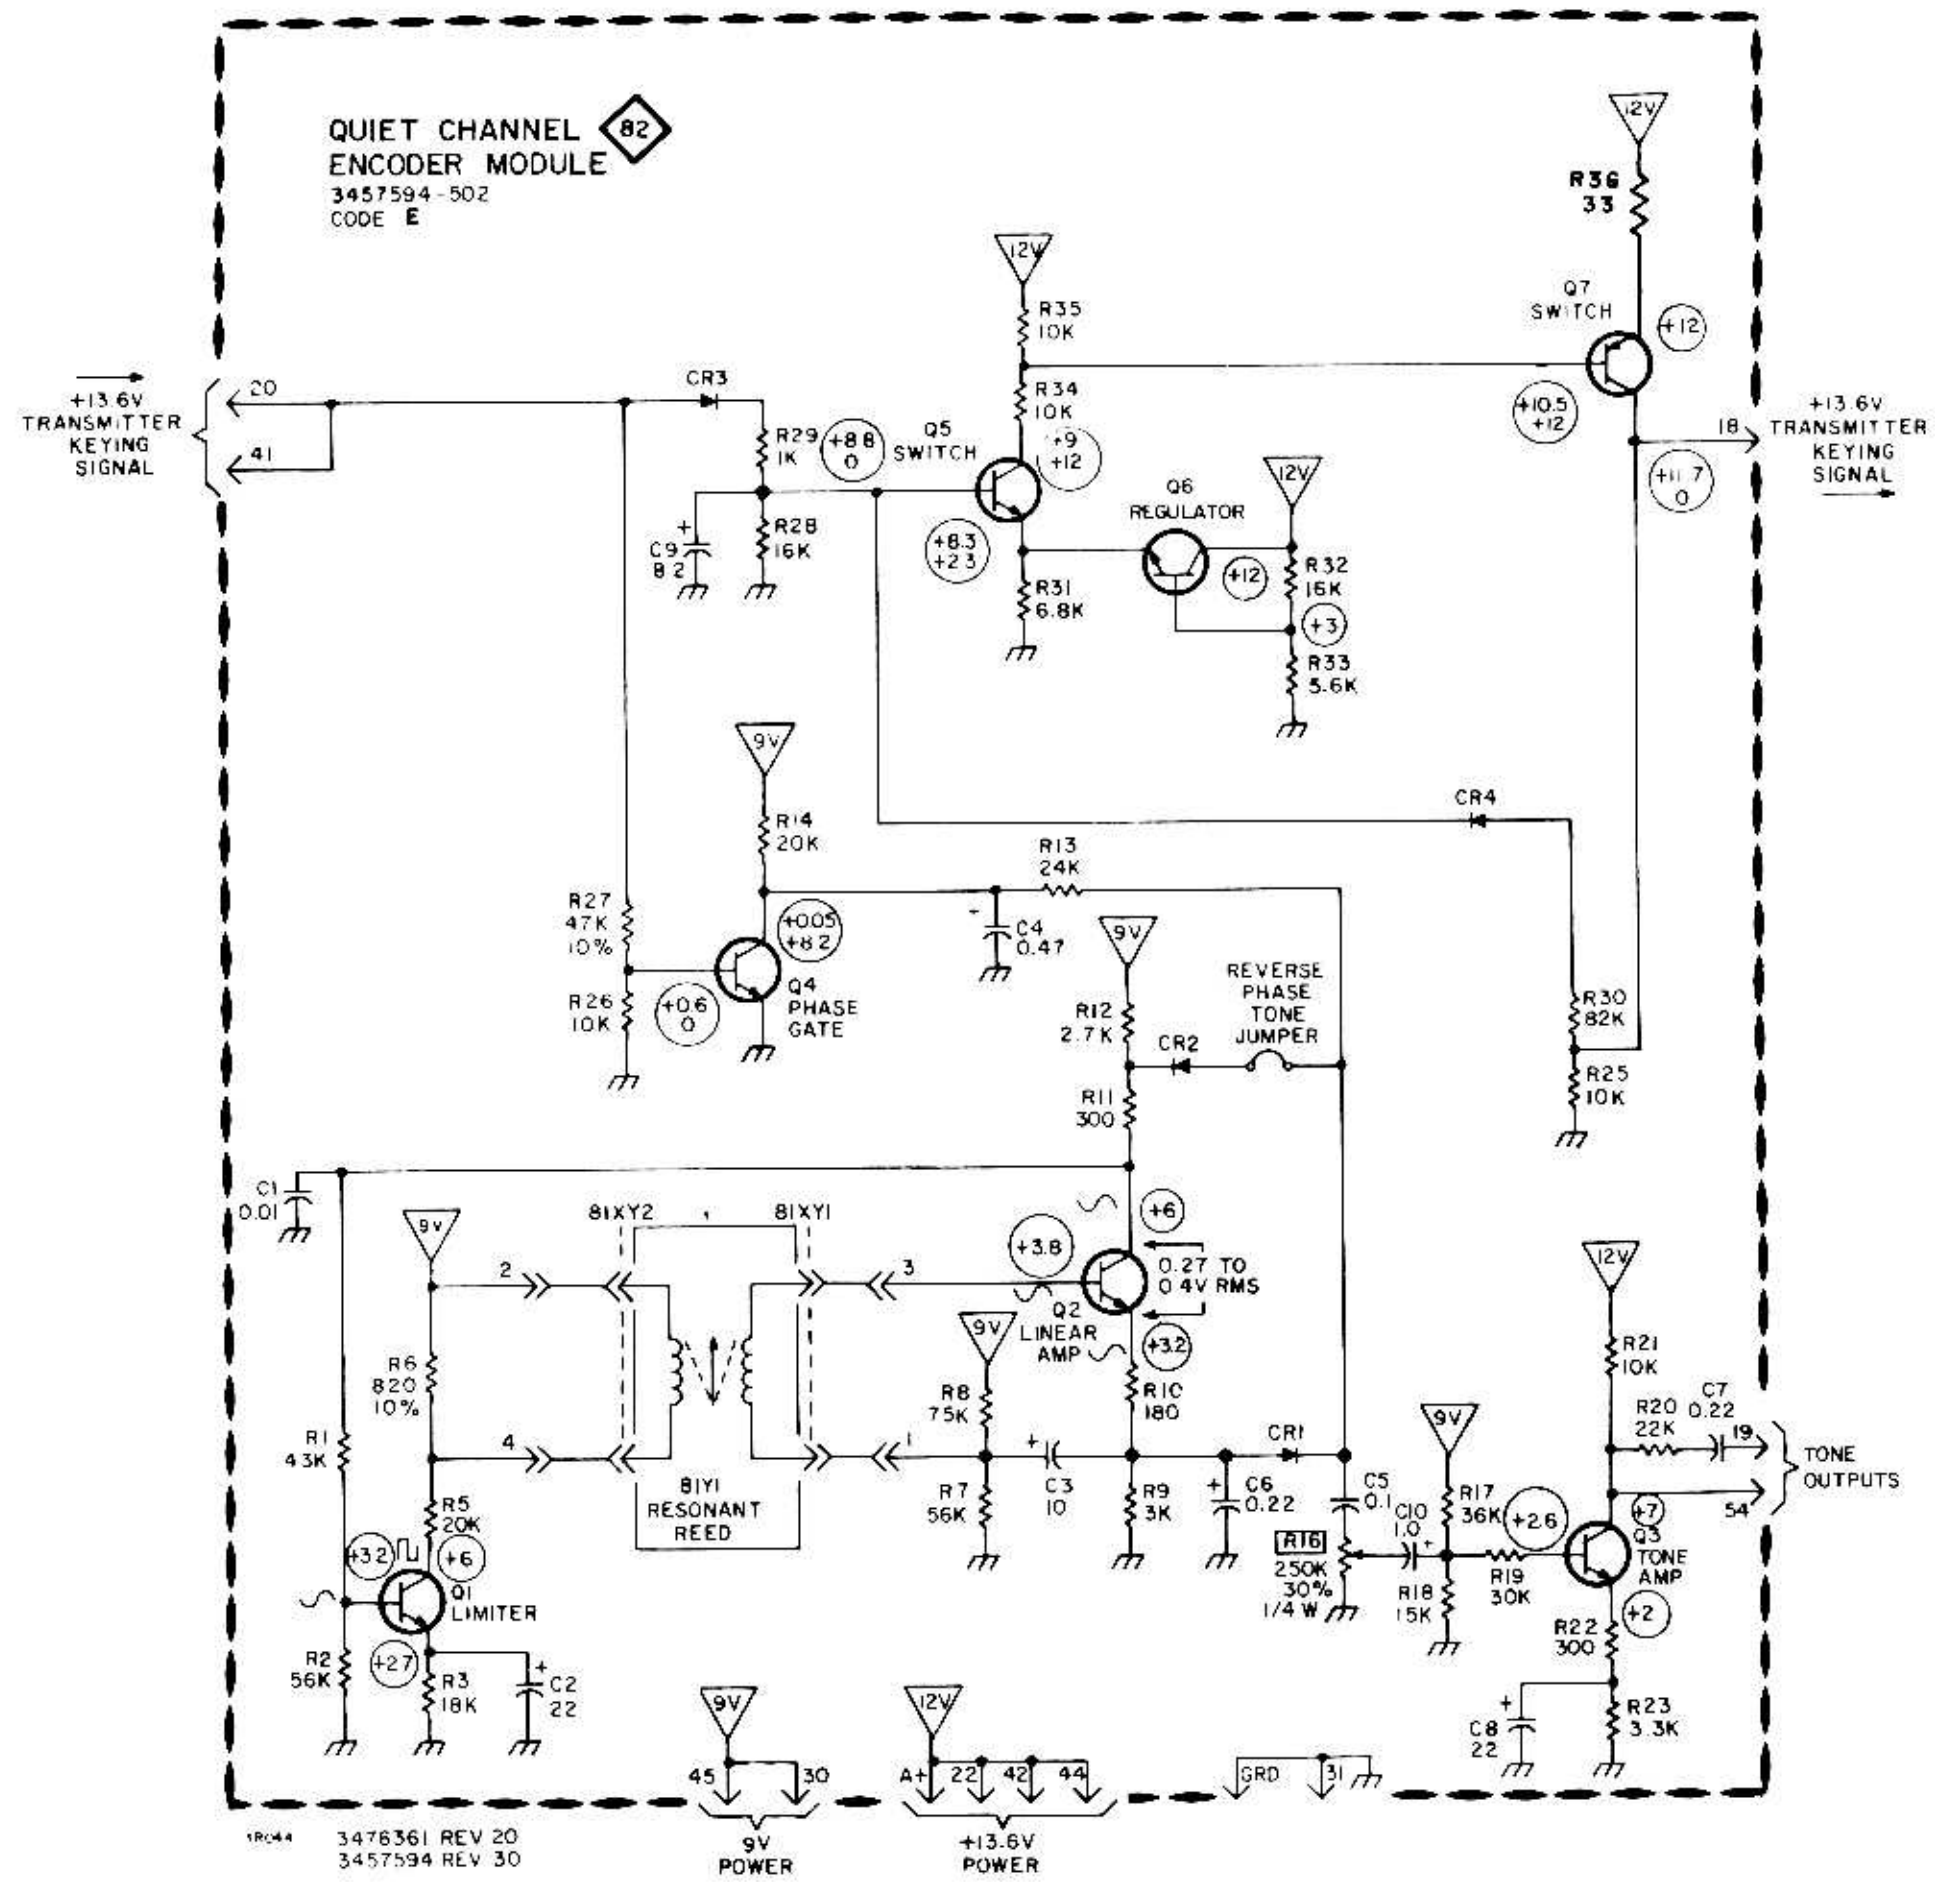 QUIET CHANNEL
ENCODER MODULE
82
3457594-502
CODE E
12V
R36
33
12V
R35
10K
Q7
SWITCH
+12
20
+13.6V
TRANSMITTER
KEYING
SIGNAL
41
CR3
R29
1K
+8.8
0
Q5
SWITCH
R34
10K
+9
+12
+10.5
+12
18
+13.6V
TRANSMITTER
KEYING
SIGNAL
+11.7
0
12V
Q6
REGULATOR
C9
8.2
R28
16K
+8.3
+2.3
R31
6.8K
+12
R32
16K
+3
R33
5.6K
9V
R14
20K
CR4
R13
24K
R27
47K
10%
+0.05
+8.2
C4
0.47
9V
R26
10K
+0.6
0
Q4
PHASE
GATE
R12
2.7K
REVERSE
PHASE
TONE
JUMPER
CR2
R30
82K
R11
300
R25
10K
C1
0.01
9V
81XY2
81XY1
+6
+3.8
0.27 TO
0.4V RMS
12V
2
3
Q2
LINEAR
AMP
9V
+3.2
R6
820
10%
R8
75K
R10
180
R21
10K
R1
43K
4
1
CR1
9V
R20
22K
C7
0.22
19
TONE
OUTPUTS
81Y1
RESONANT
REED
R5
20K
R7
56K
C3
10
R9
3K
C6
0.22
C5
0.1
C10
1.0
R17
36K
+2.6
54
+7
Q3
TONE
AMP
+3.2
+6
Q1
LIMITER
R16
250K
30%
1/4 W
R18
15K
R19
30K
+2
R2
56K
+2.7
R3
18K
C2
22
R22
300
C8
22
R23
3.3K
9V
12V
45
30
A+
22
42
44
GRD
31
9V
POWER
+13.6V
POWER
3476361 REV 20
3457594 REV 30